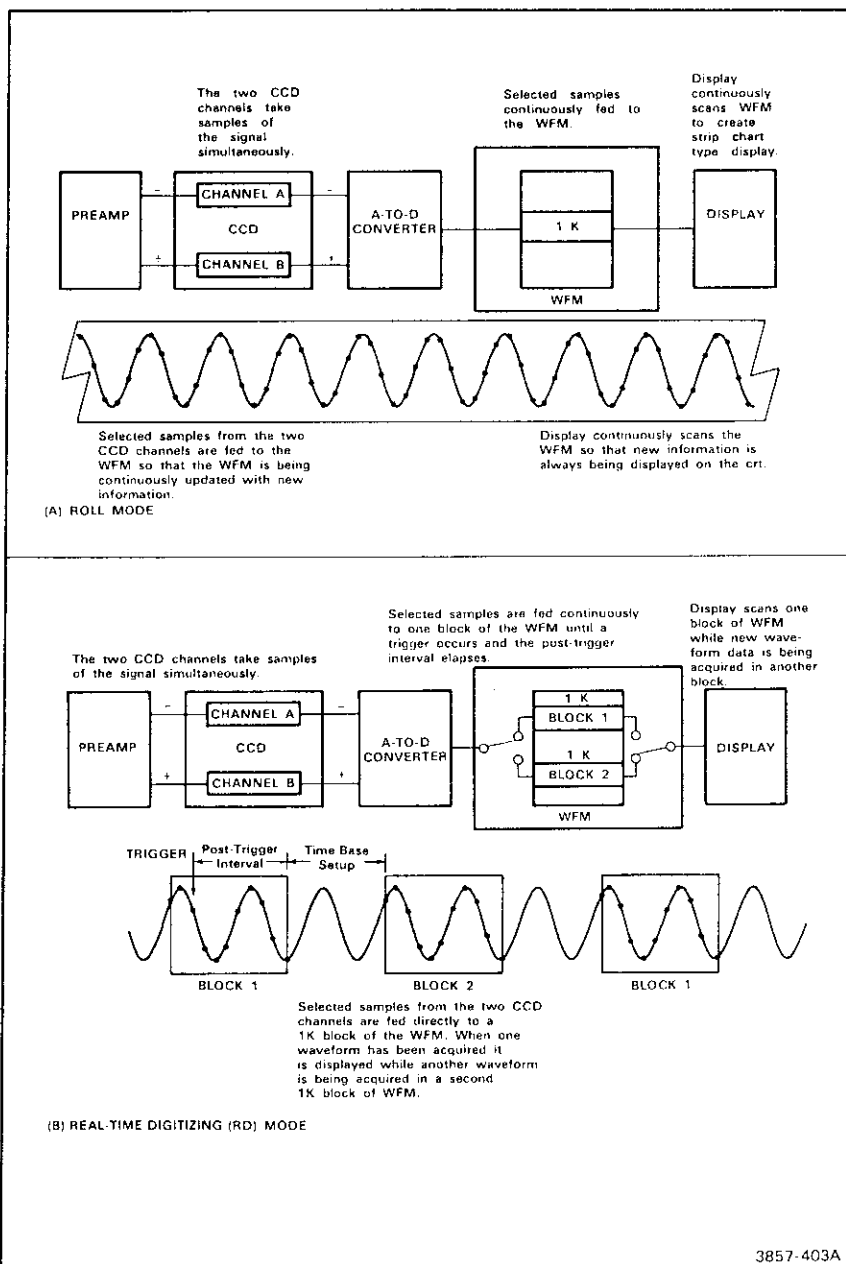 The two CCD
channels take
samples of
the signal
simultaneously.
Selected samples
continuously fed to
the WFM.
Display
continuously
scans WFM
to create
strip chart
type display.
PREAMP
−
CHANNEL A
−
CCD
+
CHANNEL B
+
A-TO-D
CONVERTER
1 K
WFM
DISPLAY
Selected samples from the two
CCD channels are fed to the
WFM so that the WFM is being
continuously updated with new
information.
Display continuously scans the
WFM so that new information is
always being displayed on the crt.
(A) ROLL MODE
The two CCD channels take samples
of the signal simultaneously.
Selected samples are fed continuously
to one block of the WFM until a
trigger occurs and the post-trigger
interval elapses.
Display scans one
block of WFM
while new wave-
form data is being
acquired in another
block.
PREAMP
−
CHANNEL A
−
CCD
+
CHANNEL B
+
A-TO-D
CONVERTER
1 K
BLOCK 1
1 K
BLOCK 2
WFM
DISPLAY
TRIGGER
Post-Trigger
Interval
Time Base
Setup
BLOCK 1
BLOCK 2
BLOCK 1
Selected samples from the two CCD
channels are fed directly to a
1K block of the WFM. When one
waveform has been acquired it
is displayed while another waveform
is being acquired in a second
1K block of WFM.
(B) REAL-TIME DIGITIZING (RD) MODE
3857-403A